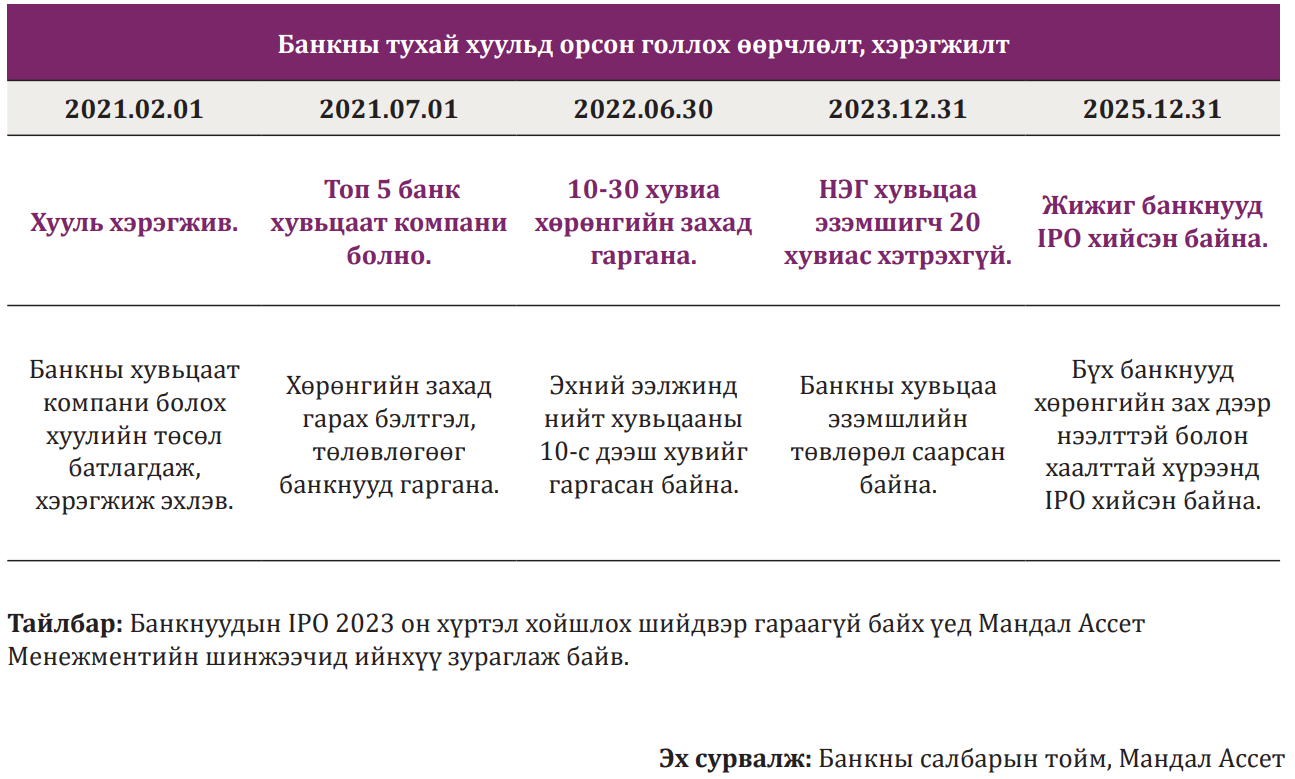 Банкны тухай хуульд орсон голлох өөрчлөлт, хэрэгжилт
2021.02.01
2021.07.01
2022.06.30
2023.12.31
2025.12.31
Хууль хэрэгжив.
Топ 5 банк
хувьцаат компани
болно.
10-30 хувиа
хөрөнгийн захад
гаргана.
НЭГ хувьцаа
эзэмшигч 20
хувиас хэтрэхгүй.
Жижиг банкнууд
IPO хийсэн байна.
Банкны хувьцаат
компани болох
хуулийн төсөл
батлагдаж,
хэрэгжиж эхлэв.
Хөрөнгийн захад
гарах бэлтгэл,
төлөвлөгөөг
банкнууд гаргана.
Эхний ээлжинд
нийт хувьцааны
10-с дээш хувийг
гаргасан байна.
Банкны хувьцаа
эзэмшлийн
төвлөрөл саарсан
байна.
Бүх банкнууд
хөрөнгийн зах дээр
нээлттэй болон
хаалттай хүрээнд
IPO хийсэн байна.
Тайлбар: Банкнуудын IPO 2023 он хүртэл хойшлох шийдвэр гараагүй байх үед Мандал Ассет
Менежментийн шинжээчид ийнхүү зураглаж байв.
Эх сурвалж: Банкны салбарын тойм, Мандал Ассет